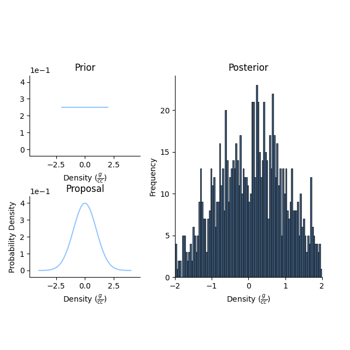 Prior
1e−1
4
3
2
1
0
−2.5 0.0 2.5
Density (g/cc)
Proposal
1e−1
Probability Density
4
3
2
1
0
−2.5 0.0 2.5
Density (g/cc)
Posterior
Frequency
20
15
10
5
0
−2 −1 0 1 2
Density (g/cc)